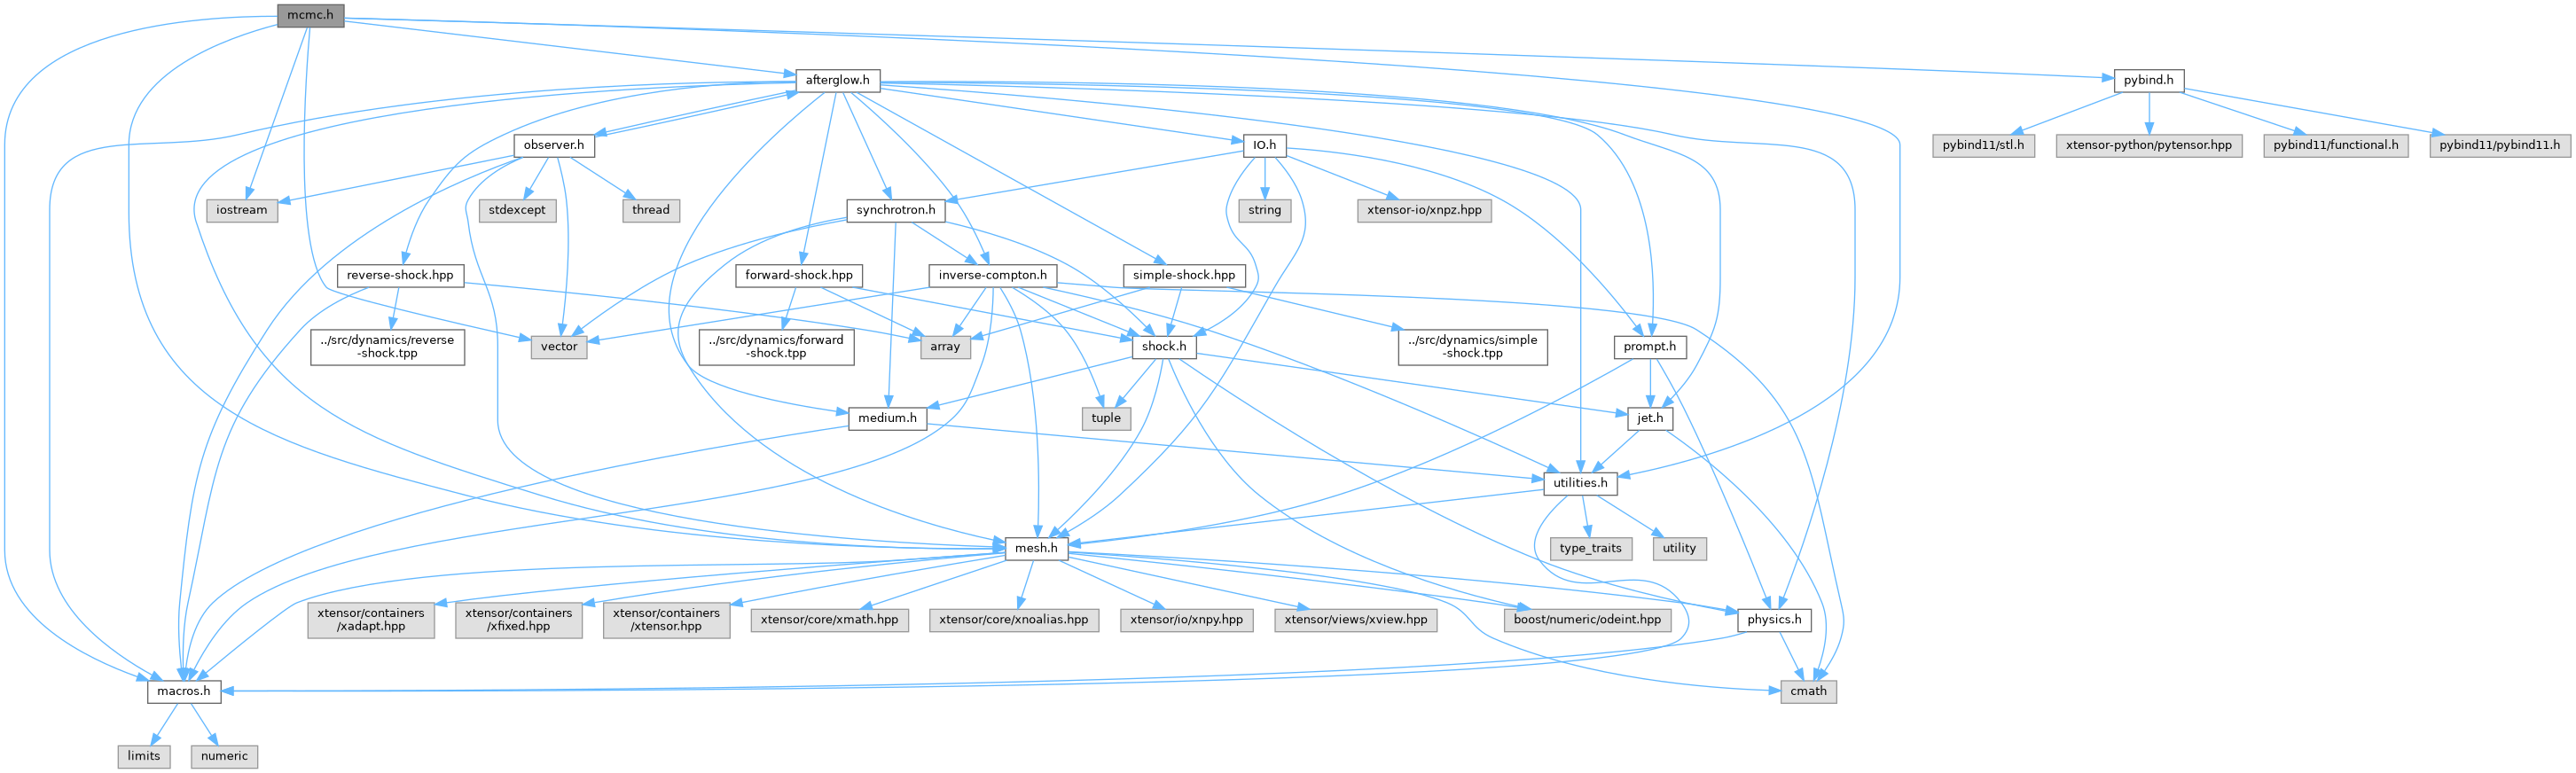 mcmc.h
afterglow.h
pybind.h
observer.h
IO.h
pybind11/stl.h
xtensor-python/pytensor.hpp
pybind11/functional.h
pybind11/pybind11.h
iostream
stdexcept
thread
synchrotron.h
string
xtensor-io/xnpz.hpp
reverse-shock.hpp
forward-shock.hpp
inverse-compton.h
simple-shock.hpp
../src/dynamics/reverse
-shock.tpp
vector
../src/dynamics/forward
-shock.tpp
array
shock.h
../src/dynamics/simple
-shock.tpp
prompt.h
medium.h
tuple
jet.h
utilities.h
mesh.h
type_traits
utility
xtensor/containers
/xadapt.hpp
xtensor/containers
/xfixed.hpp
xtensor/containers
/xtensor.hpp
xtensor/core/xmath.hpp
xtensor/core/xnoalias.hpp
xtensor/io/xnpy.hpp
xtensor/views/xview.hpp
boost/numeric/odeint.hpp
physics.h
macros.h
cmath
limits
numeric